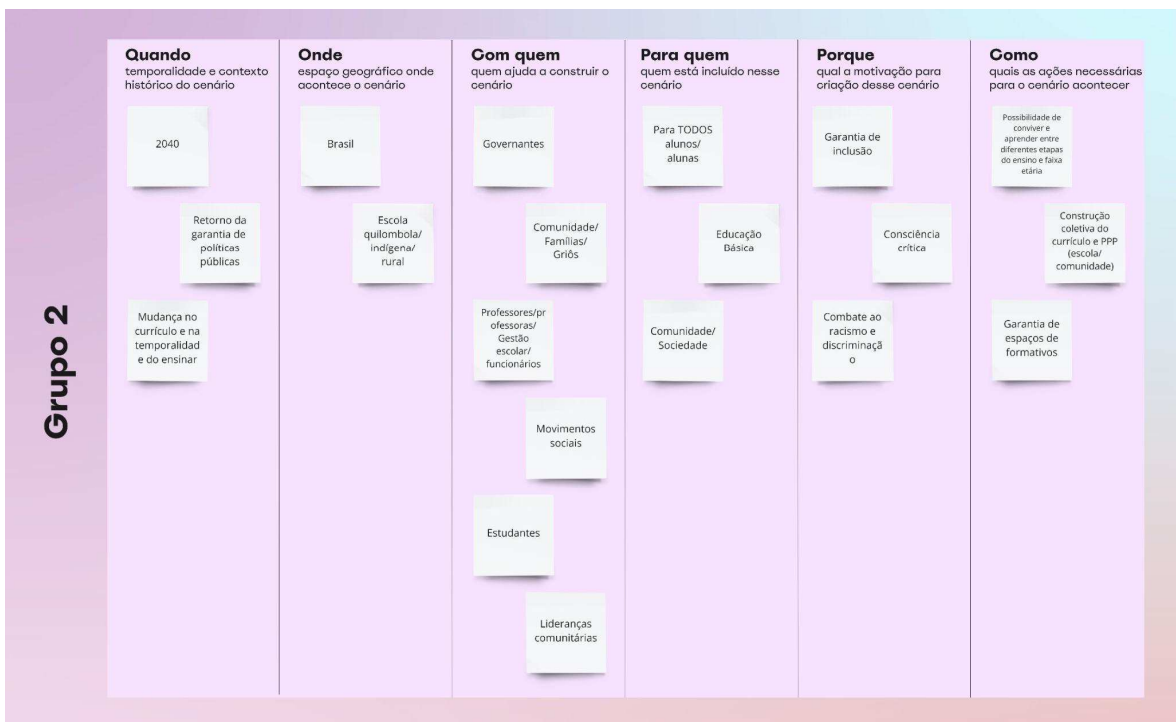 Grupo 2
Quando
temporalidade e contexto
histórico do cenário
2040
Retorno da
garantia de
políticas
públicas
Mudança no
currículo e na
temporalidad
e do ensinar
Onde
espaço geográfico onde
acontece o cenário
Brasil
Escola
quilombola/
indígena/
rural
Com quem
quem ajuda a construir o
cenário
Governantes
Comunidade/
Famílias/
Griôs
Professores/pr
ofessoras/
Gestão
escolar/
funcionários
Movimentos
sociais
Estudantes
Lideranças
comunitárias
Para quem
quem está incluído nesse
cenário
Para TODOS
alunos/
alunas
Educação
Básica
Comunidade/
Sociedade
Porque
qual a motivação para
criação desse cenário
Garantia de
inclusão
Consciência
crítica
Combate ao
racismo e
discriminaçã
o
Como
quais as ações necessárias
para o cenário acontecer
Possibilidade de
conviver e
aprender entre
diferentes etapas
do ensino e faixa
etária
Construção
coletiva do
currículo e PPP
(escola/
comunidade)
Garantia de
espaços de
formativos